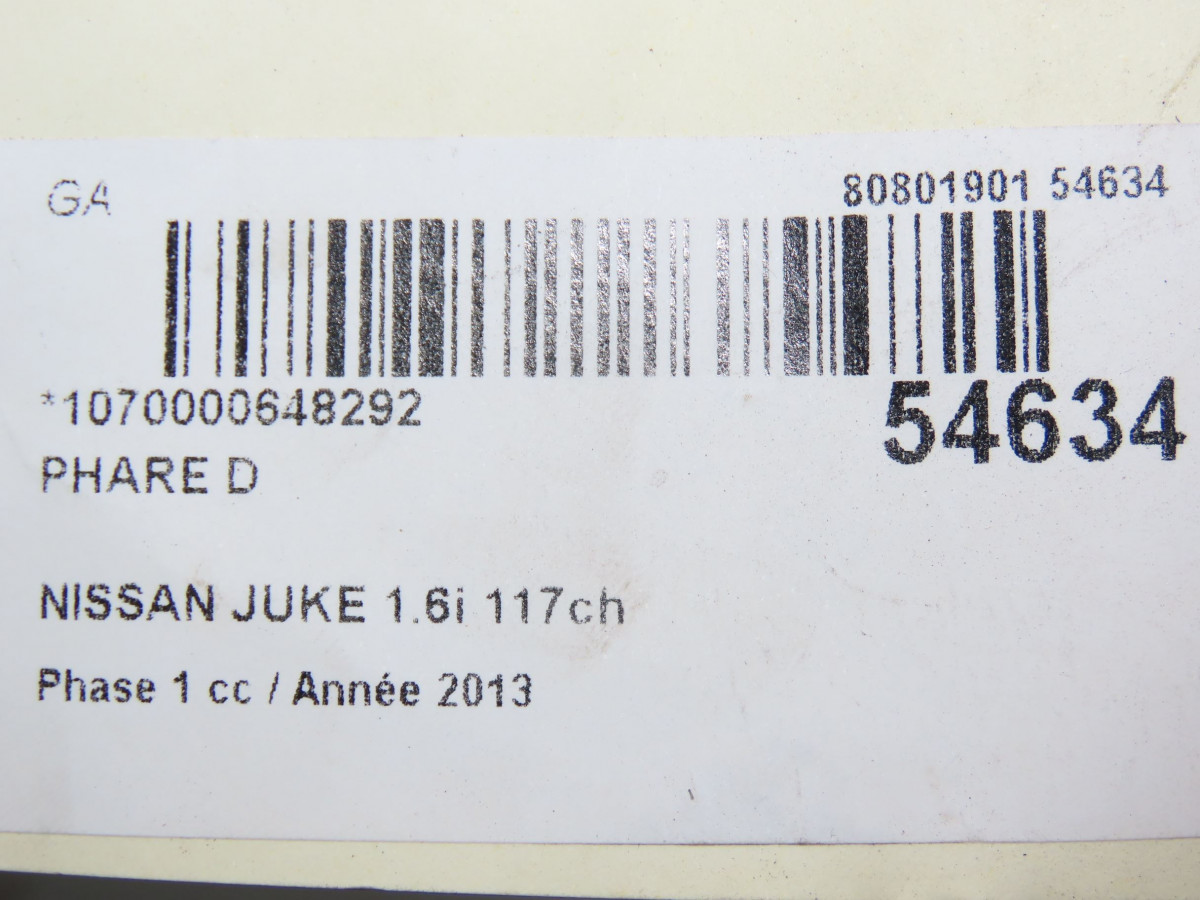 GA
80801901 54634
*1070000648292
54634
PHARE D
NISSAN JUKE 1.6i 117ch
Phase 1 cc / Année 2013